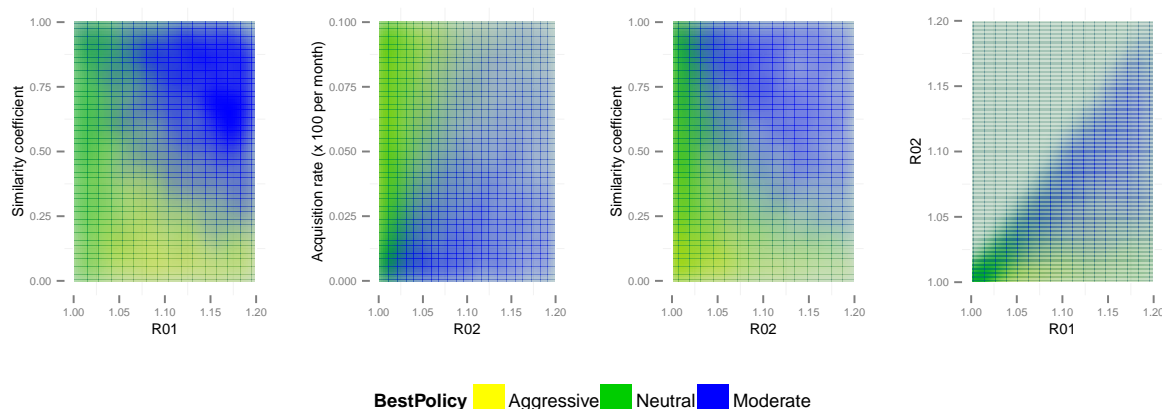 Similarity coefficient
1.00
0.75
0.50
0.25
0.00
1.00 1.05 1.10 1.15 1.20
R01
Acquisition rate (x 100 per month)
0.100
0.075
0.050
0.025
0.000
1.00 1.05 1.10 1.15 1.20
R02
Similarity coefficient
1.00
0.75
0.50
0.25
0.00
1.00 1.05 1.10 1.15 1.20
R02
R02
1.20
1.15
1.10
1.05
1.00
1.00 1.05 1.10 1.15 1.20
R01
BestPolicy Aggressive Neutral Moderate